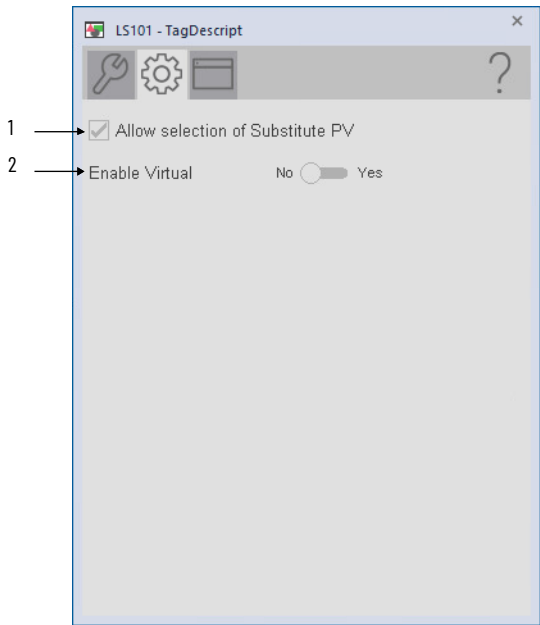 LS101 - TagDescript
1 Allow selection of Substitute PV
2 Enable Virtual No Yes